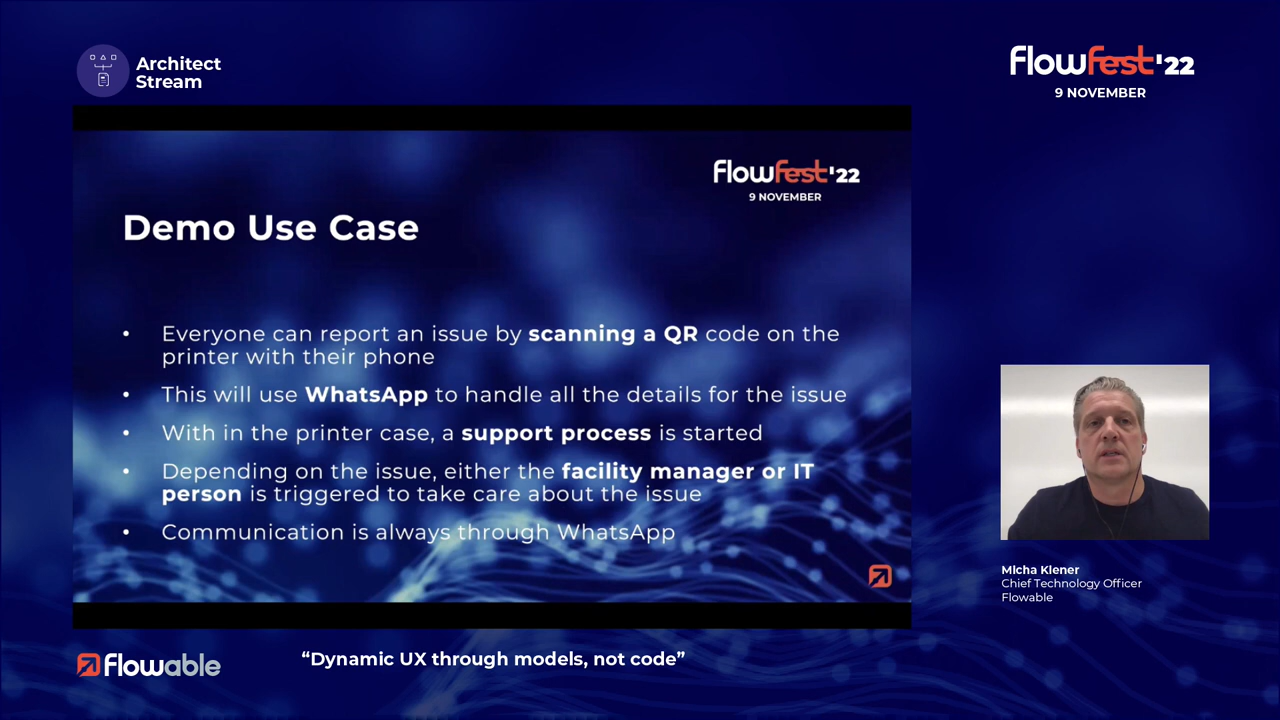 Architect
Stream
flowfest'22
9 NOVEMBER
flowfest'22
9 NOVEMBER
Demo Use Case
• Everyone can report an issue by scanning a QR code on the
printer with their phone
• This will use WhatsApp to handle all the details for the issue
• With in the printer case, a support process is started
• Depending on the issue, either the facility manager or IT
person is triggered to take care about the issue
• Communication is always through WhatsApp
Micha Kiener
Chief Technology Officer
Flowable
flowable
“Dynamic UX through models, not code”